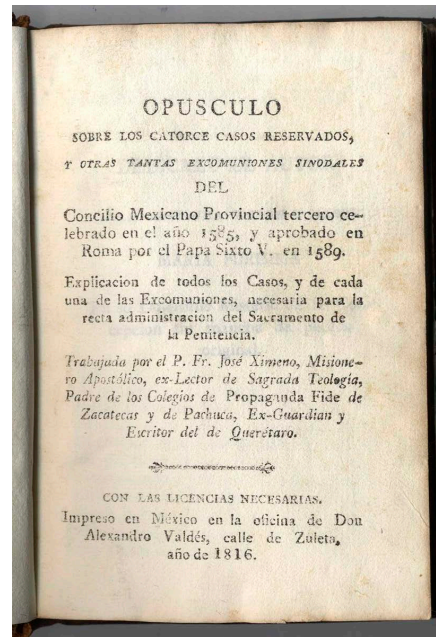 OPUSCULO
SOBRE LOS CATORCE CASOS RESERVADOS,
Y OTRAS TANTAS EXCOMUNIONES SINODALES
DEL
Concilio Mexicano Provincial tercero ce-
lebrado en el año 1585, y aprobado en
Roma por el Papa Sixto V. en 1589.
Explicacion de todos los Casos, y de cada
una de las Excomuniones, necesaria para la
recta administracion del Sacramento de
la Penitencia.
Trabajada por el P. Fr. José Ximeno, Misione-
ro Apostólico, ex-Lector de Sagrada Teología,
Padre de los Colegios de Propaganda Fide de
Zacatecas y de Pachuca, Ex-Guardian y
Escritor del de Querétaro.
CON LAS LICENCIAS NECESARIAS.
Impreso en México en la oficina de Don
Alexandro Valdés, calle de Zuleta,
año de 1816.